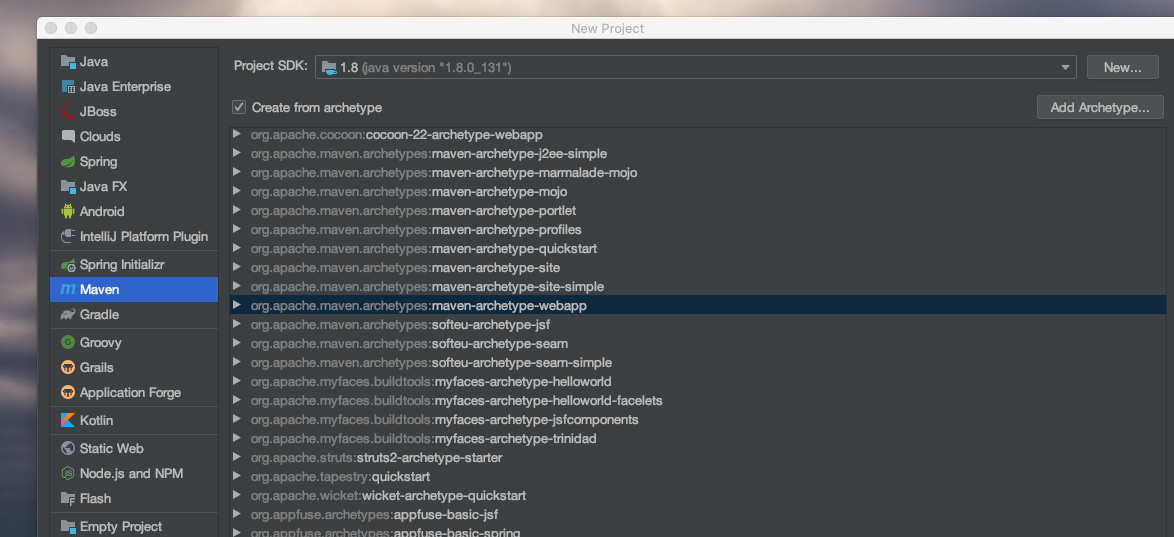 New Project
Java
Java Enterprise
JBoss
Clouds
Spring
Java FX
Android
IntelliJ Platform Plugin
Spring Initializr
Maven
Gradle
Groovy
Grails
Application Forge
Kotlin
Static Web
Node.js and NPM
Flash
Empty Project
Project SDK: 1.8 (java version "1.8.0_131") New...
Create from archetype Add Archetype...
org.apache.cocoon:cocoon-22-archetype-webapp
org.apache.maven.archetypes:maven-archetype-j2ee-simple
org.apache.maven.archetypes:maven-archetype-marmalade-mojo
org.apache.maven.archetypes:maven-archetype-mojo
org.apache.maven.archetypes:maven-archetype-portlet
org.apache.maven.archetypes:maven-archetype-profiles
org.apache.maven.archetypes:maven-archetype-quickstart
org.apache.maven.archetypes:maven-archetype-site
org.apache.maven.archetypes:maven-archetype-site-simple
org.apache.maven.archetypes:maven-archetype-webapp
org.apache.maven.archetypes:softeu-archetype-jsf
org.apache.maven.archetypes:softeu-archetype-seam
org.apache.maven.archetypes:softeu-archetype-seam-simple
org.apache.myfaces.buildtools:myfaces-archetype-helloworld
org.apache.myfaces.buildtools:myfaces-archetype-helloworld-facelets
org.apache.myfaces.buildtools:myfaces-archetype-jsfcomponents
org.apache.myfaces.buildtools:myfaces-archetype-trinidad
org.apache.struts:struts2-archetype-starter
org.apache.tapestry:quickstart
org.apache.wicket:wicket-archetype-quickstart
org.appfuse.archetypes:appfuse-basic-jsf
org.appfuse.archetypes:appfuse-basic-spring